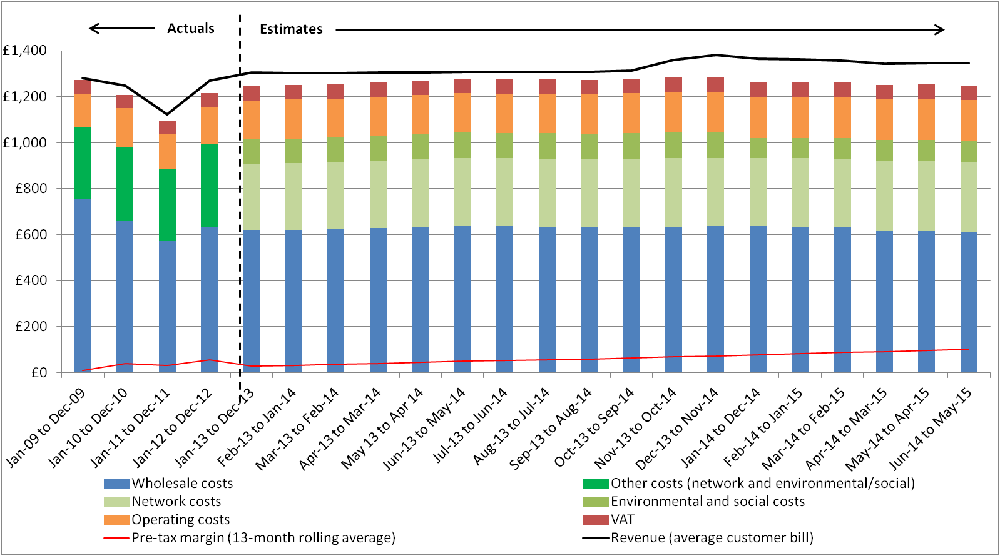 Actuals
Estimates
£1,400
£1,200
£1,000
£800
£600
£400
£200
£0
Jan-09 to Dec-09
Jan-10 to Dec-10
Jan-11 to Dec-11
Jan-12 to Dec-12
Jan-13 to Dec-13
Feb-13 to Jan-14
Mar-13 to Feb-14
Apr-13 to Mar-14
May 13 to Apr 14
Jun-13 to May-14
Jul-13 to Jun-14
Aug-13 to Jul-14
Sep-13 to Aug-14
Oct-13 to Sep-14
Nov-13 to Oct-14
Dec-13 to Nov-14
Jan-14 to Dec-14
Feb-14 to Jan-15
Mar-14 to Feb-15
Apr-14 to Mar-15
May-14 to Apr-15
Jun-14 to May-15
Wholesale costs
Other costs (network and environmental/social)
Network costs
Environmental and social costs
Operating costs
VAT
Pre-tax margin (13-month rolling average)
Revenue (average customer bill)